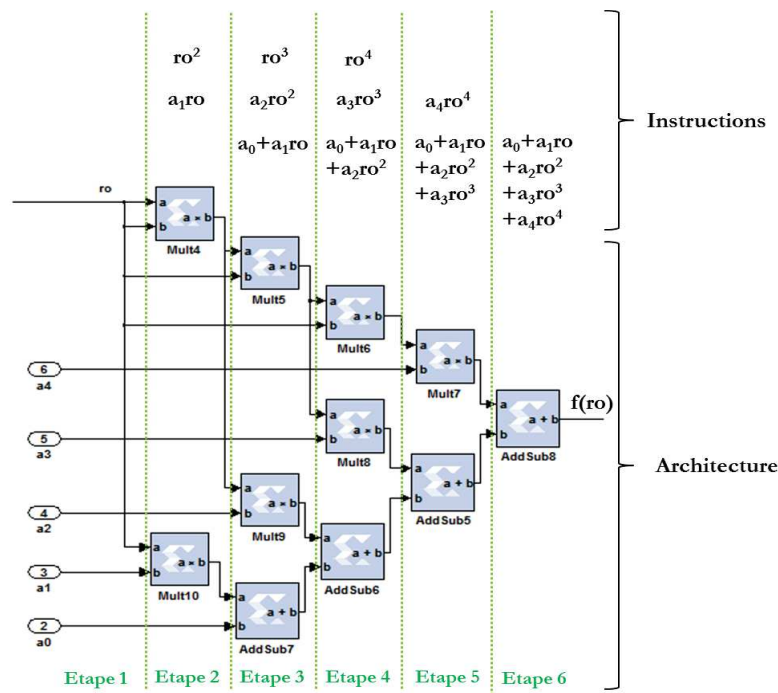 ro² ro³ ro⁴
a₁ro a₂ro² a₃ro³ a₄ro⁴
Instructions
a₀+a₁ro a₀+a₁ro a₀+a₁ro a₀+a₁ro
+a₂ro² +a₂ro² +a₂ro²
+a₃ro³ +a₃ro³
+a₄ro⁴
ro
a
b
a × b
Mult4
a
b
a × b
Mult5
a
b
a × b
Mult6
a
b
a × b
Mult7
6
a4
a
b
a + b
AddSub8
f(ro)
5
a3
a
b
a × b
Mult8
a
b
a + b
AddSub5
Architecture
4
a2
a
b
a × b
Mult9
a
b
a + b
AddSub6
3
a1
a
b
a × b
Mult10
2
a0
a
b
a + b
AddSub7
Etape 1 Etape 2 Etape 3 Etape 4 Etape 5 Etape 6